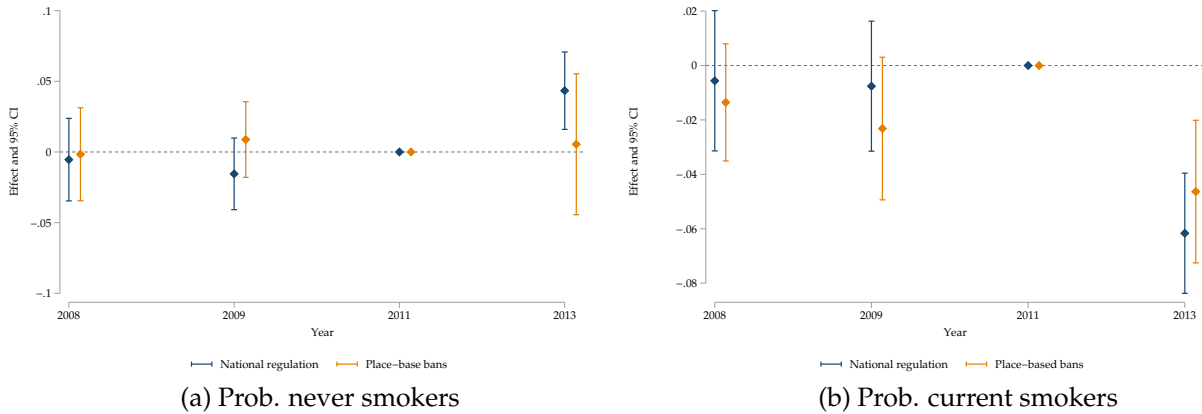 .1
.05
0
−.05
−.1
Effect and 95% CI
2008
2009
2011
2013
Year
National regulation
Place−base bans
(a) Prob. never smokers
.02
0
−.02
−.04
−.06
−.08
Effect and 95% CI
2008
2009
2011
2013
Year
National regulation
Place−based bans
(b) Prob. current smokers